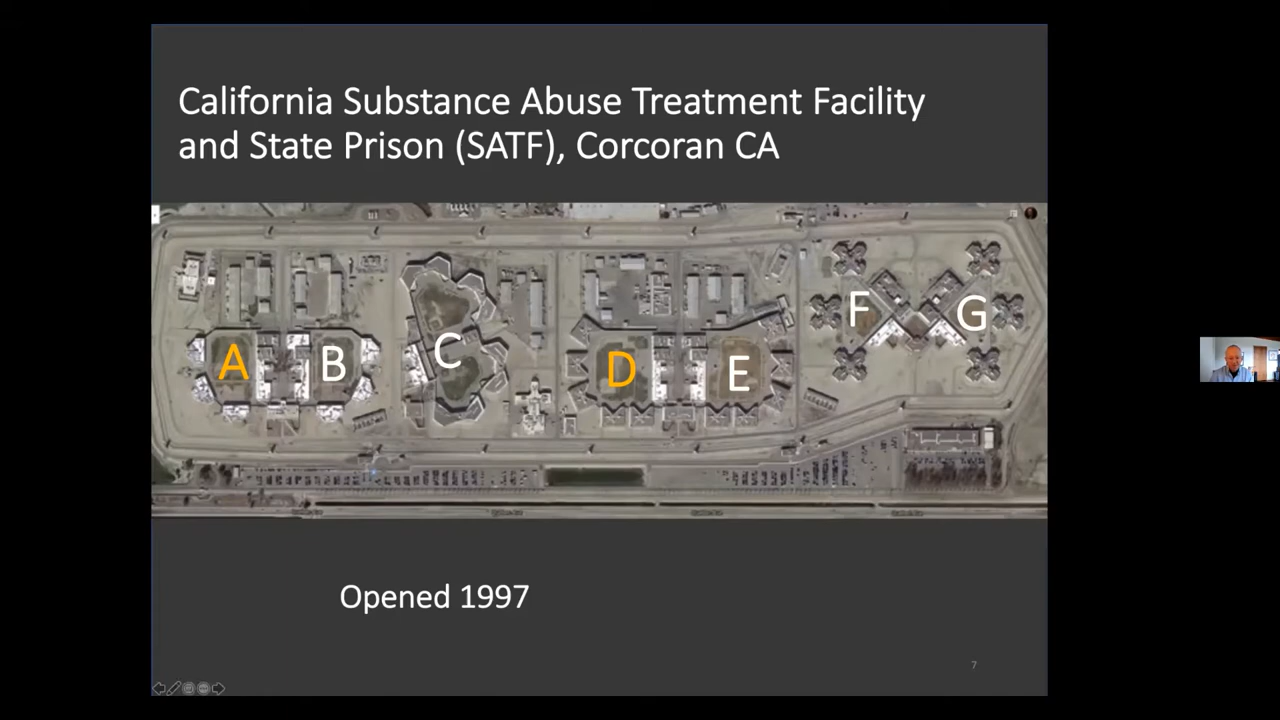 California Substance Abuse Treatment Facility
and State Prison (SATF), Corcoran CA
A
B
C
D
E
F
G
Opened 1997
7